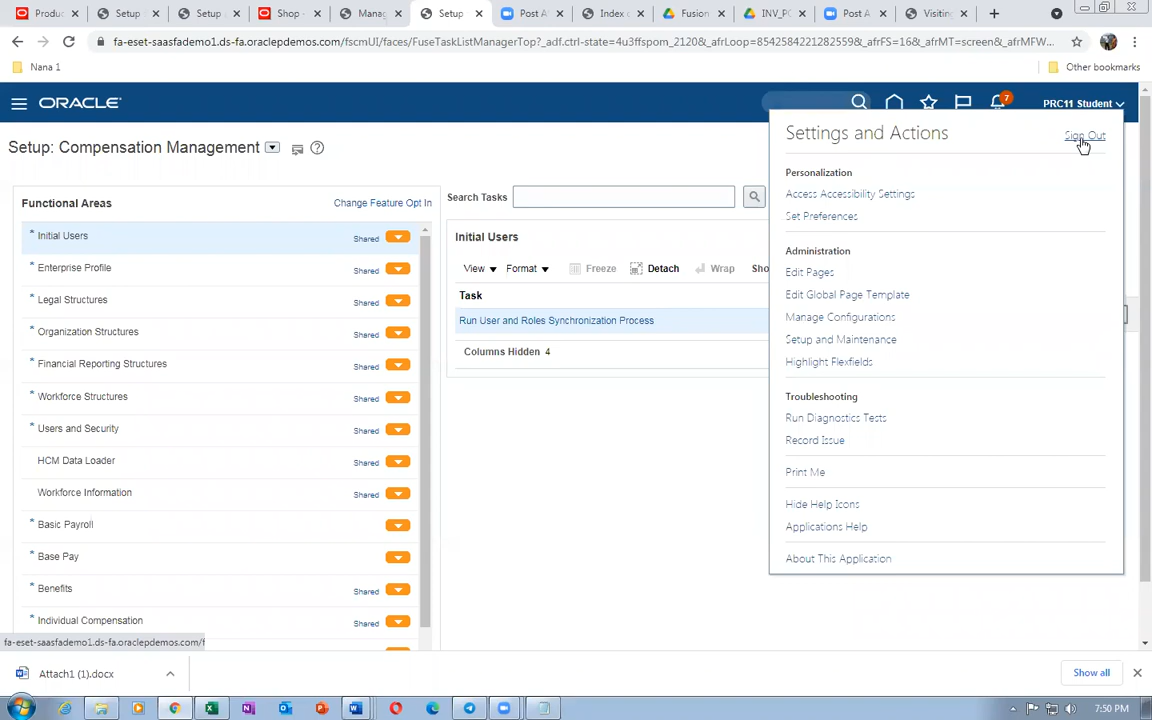 Produc
Setup
Setup
Shop -
Manag
Setup
Post A
Index
Fusion
INV_PC
Post A
Visiting
fa-eset-saasfademo1.ds-fa.oraclepdemos.com/fscmUI/faces/FuseTaskListManagerTop?_adf.ctrl-state=4u3ffspom_2120&_afrLoop=85425842212825598_afrFS=16&_afrMT=screen&_afrMFW...
Nana 1
Other bookmarks
ORACLE
7
PRC11 Student
Setup: Compensation Management
Functional Areas
Change Feature Opt In
* Initial Users Shared
* Enterprise Profile Shared
* Legal Structures Shared
* Organization Structures Shared
* Financial Reporting Structures Shared
* Workforce Structures Shared
* Users and Security Shared
HCM Data Loader Shared
Workforce Information Shared
* Basic Payroll
* Base Pay
* Benefits Shared
* Individual Compensation Shared
Search Tasks
Initial Users
View Format Freeze Detach Wrap Sho
Task
Run User and Roles Synchronization Process
Columns Hidden 4
Settings and Actions
Sign Out
Personalization
Access Accessibility Settings
Set Preferences
Administration
Edit Pages
Edit Global Page Template
Manage Configurations
Setup and Maintenance
Highlight Flexfields
Troubleshooting
Run Diagnostics Tests
Record Issue
Print Me
Hide Help Icons
Applications Help
About This Application
fa-eset-saasfademo1.ds-fa.oraclepdemos.com/f
Attach1 (1).docx
Show all
7:50 PM